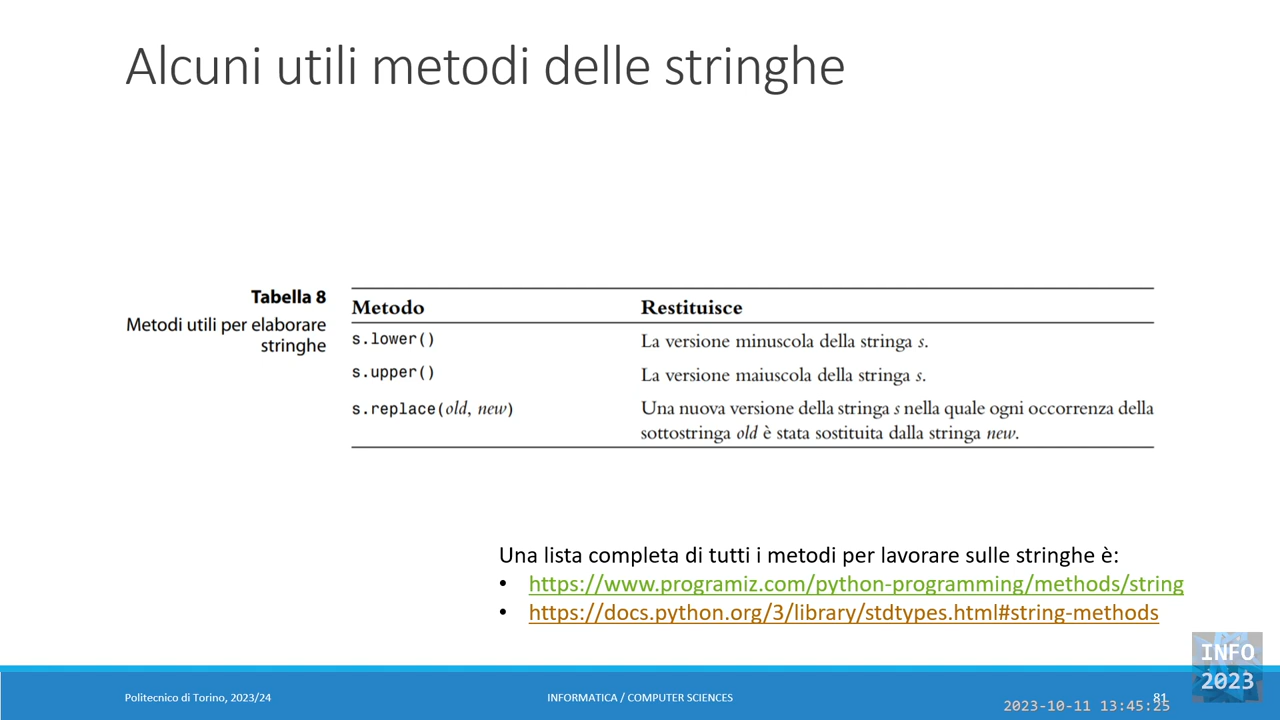 Alcuni utili metodi delle stringhe
Tabella 8
Metodi utili per elaborare
stringhe
Metodo Restituisce
s.lower() La versione minuscola della stringa s.
s.upper() La versione maiuscola della stringa s.
s.replace(old, new) Una nuova versione della stringa s nella quale ogni occorrenza della
sottostringa old è stata sostituita dalla stringa new.
Una lista completa di tutti i metodi per lavorare sulle stringhe è:
• https://www.programiz.com/python-programming/methods/string
• https://docs.python.org/3/library/stdtypes.html#string-methods
INFO
2023
Politecnico di Torino, 2023/24 INFORMATICA / COMPUTER SCIENCES 81
2023-10-11 13:45:25